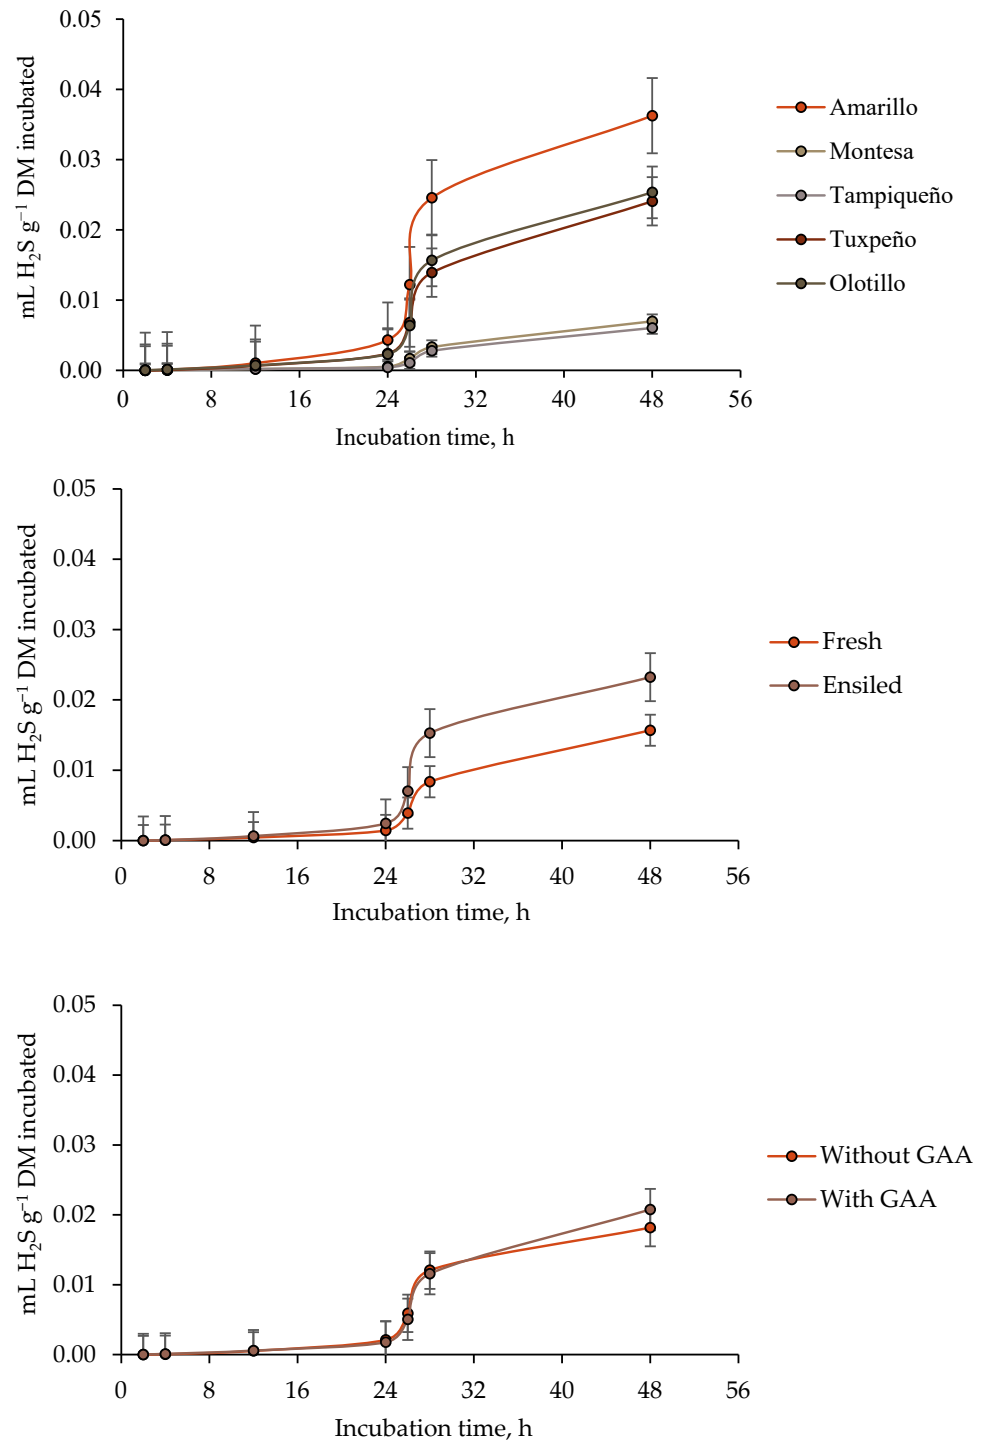 0.05
0.04
0.03
0.02
0.01
0.00
mL H₂S g⁻¹ DM incubated
0 8 16 24 32 40 48 56
Incubation time, h
Amarillo
Montesa
Tampiqueño
Tuxpeño
Olotillo
0.05
0.04
0.03
0.02
0.01
0.00
mL H₂S g⁻¹ DM incubated
0 8 16 24 32 40 48 56
Incubation time, h
Fresh
Ensiled
0.05
0.04
0.03
0.02
0.01
0.00
mL H₂S g⁻¹ DM incubated
0 8 16 24 32 40 48 56
Incubation time, h
Without GAA
With GAA